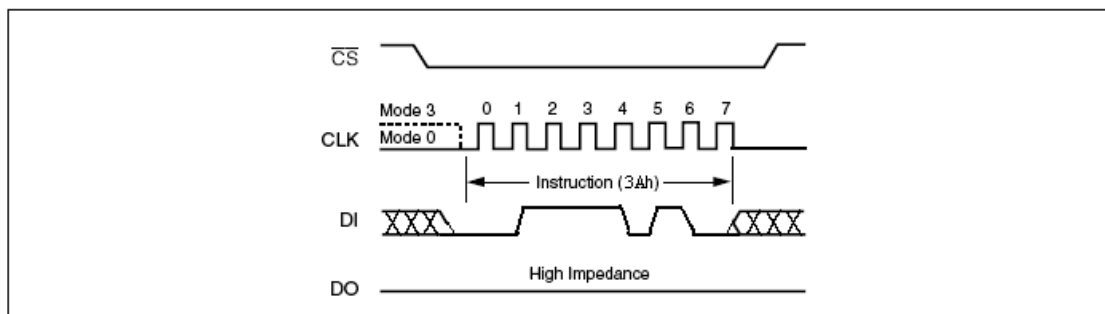 CS
Mode 3 0 1 2 3 4 5 6 7
CLK Mode 0
Instruction (3Ah)
DI
High Impedance
DO